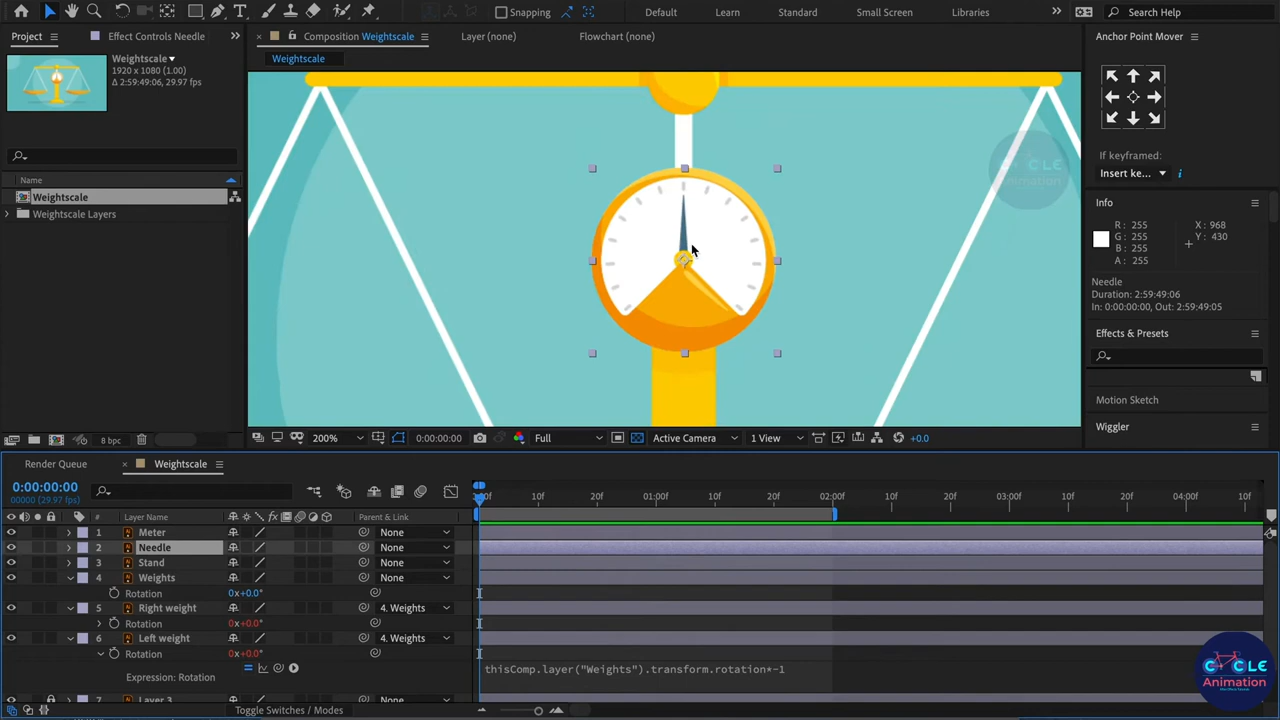 Snapping
Default
Learn
Standard
Small Screen
Libraries
Search Help
Project
Effect Controls Needle
Composition Weightscale
Layer (none)
Flowchart (none)
Anchor Point Mover
Weightscale
1920 x 1080 (1.00)
Δ 2:59:49:06, 29.97 fps)
Weightscale
Name
Weightscale
Weightscale Layers
If keyframed:
Insert ke...
Info
R: 255
G: 255
B: 255
A: 255
X: 968
Y: 430
Needle
Duration: 2:59:49:06
In: 0:00:00:00, Out: 2:59:49:05
Effects & Presets
Motion Sketch
Wiggler
CYCLE
Animation
8 bpc
200%
0:00:00:00
Full
Active Camera
1 View
+0.0
Render Queue
Weightscale
0:00:00:00
00000 (29.97 fps)
:00f 10f 20f 01:00f 10f 20f 02:00f 10f 20f 03:00f 10f 20f 04:00f 10f
# Layer Name Parent & Link
1 Meter None
2 Needle None
3 Stand None
4 Weights None
Rotation 0x+0.0°
5 Right weight 4. Weights
Rotation 0x+0.0°
6 Left weight 4. Weights
Rotation 0x+0.0°
Expression: Rotation
thisComp.layer("Weights").transform.rotation*-1
7 Layer 3
Toggle Switches / Modes
CYCLE
Animation